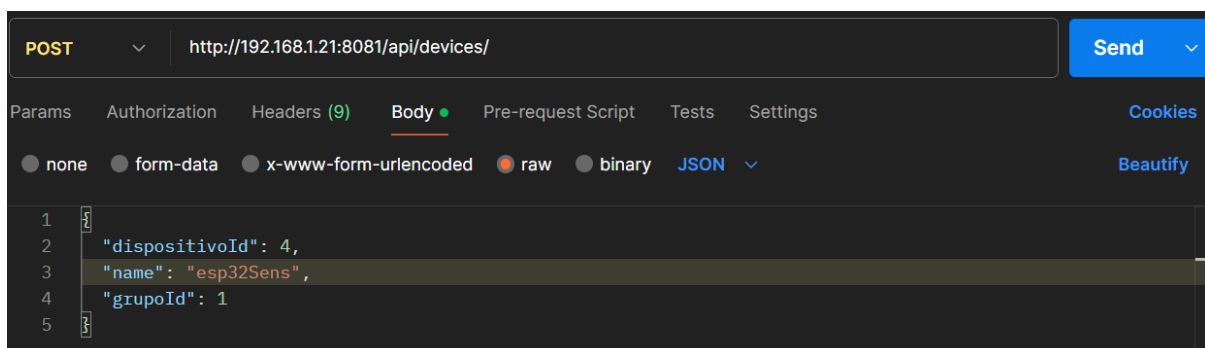 POST http://192.168.1.21:8081/api/devices/ Send
Params Authorization Headers (9) Body Pre-request Script Tests Settings Cookies
none form-data x-www-form-urlencoded raw binary JSON Beautify
1 {
2 "dispositivoId": 4,
3 "name": "esp32Sens",
4 "grupoId": 1
5 }